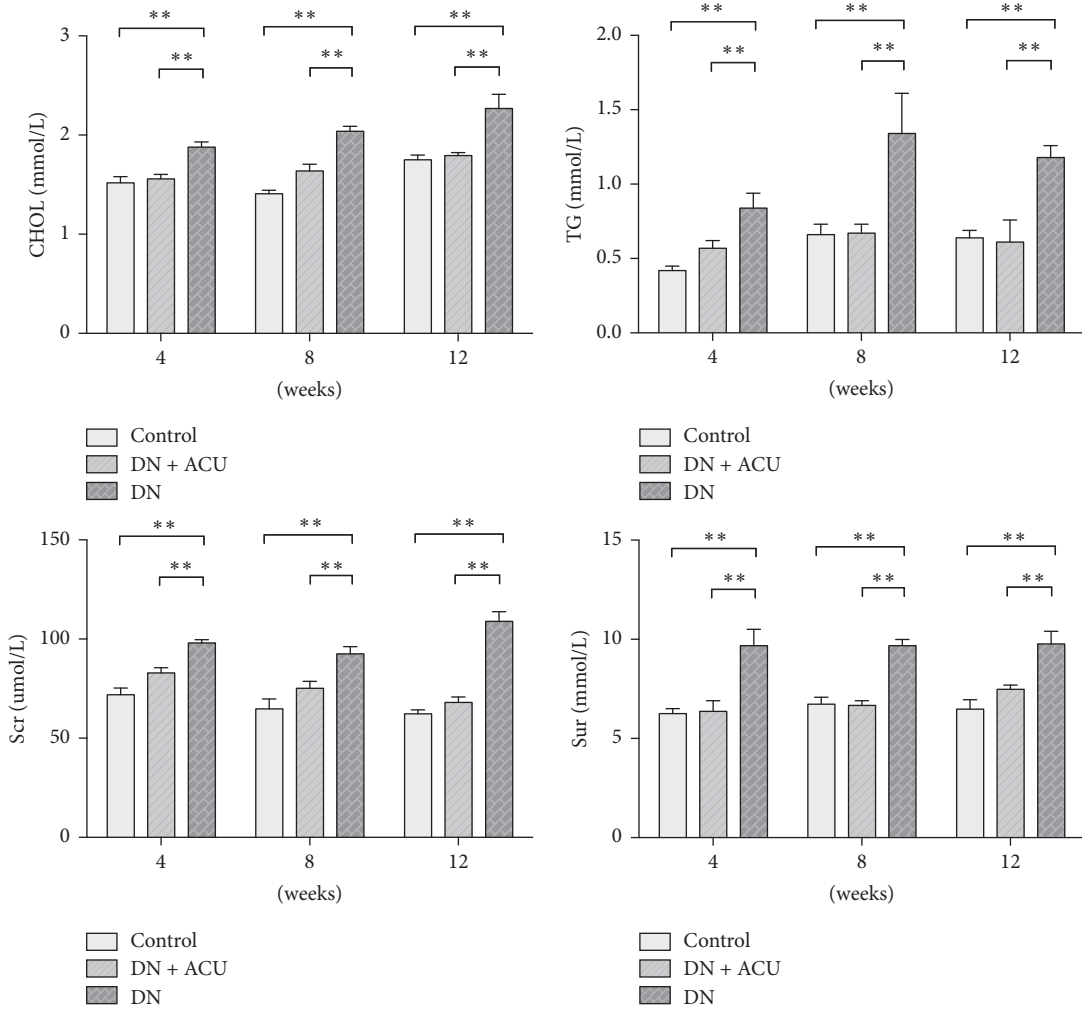 ** ** **
** ** **
3
2
1
0
CHOL (mmol/L)
4 8 12
(weeks)
Control
DN + ACU
DN
** ** **
** ** **
2.0
1.5
1.0
0.5
0.0
TG (mmol/L)
4 8 12
(weeks)
Control
DN + ACU
DN
** ** **
** ** **
150
100
50
0
Scr (umol/L)
4 8 12
(weeks)
Control
DN + ACU
DN
** ** **
** ** **
15
10
5
0
Sur (mmol/L)
4 8 12
(weeks)
Control
DN + ACU
DN